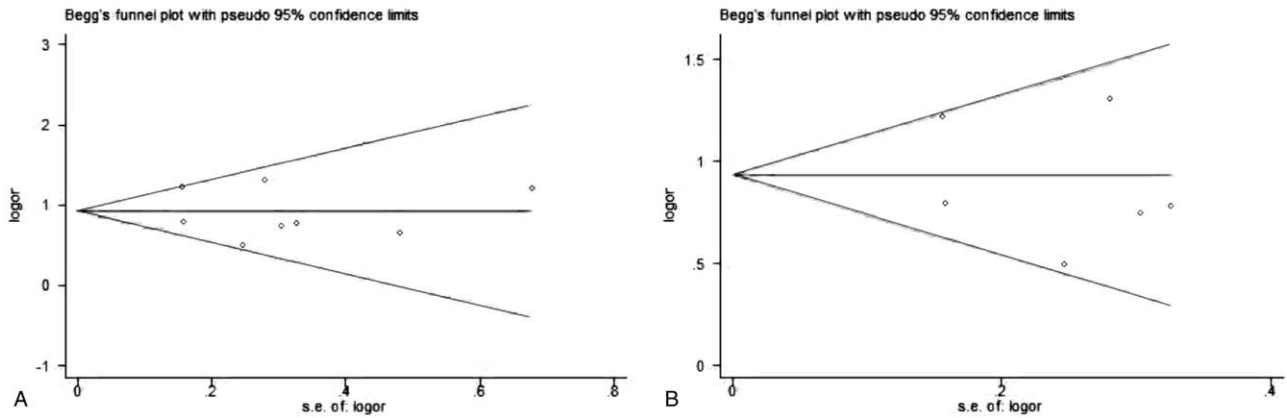 Begg's funnel plot with pseudo 95% confidence limits
3
2
1
0
-1
logor
0
.2
.4
.6
.8
s.e. of: logor
A
Begg's funnel plot with pseudo 95% confidence limits
1.5
1
.5
0
logor
0
.2
.4
s.e. of: logor
B